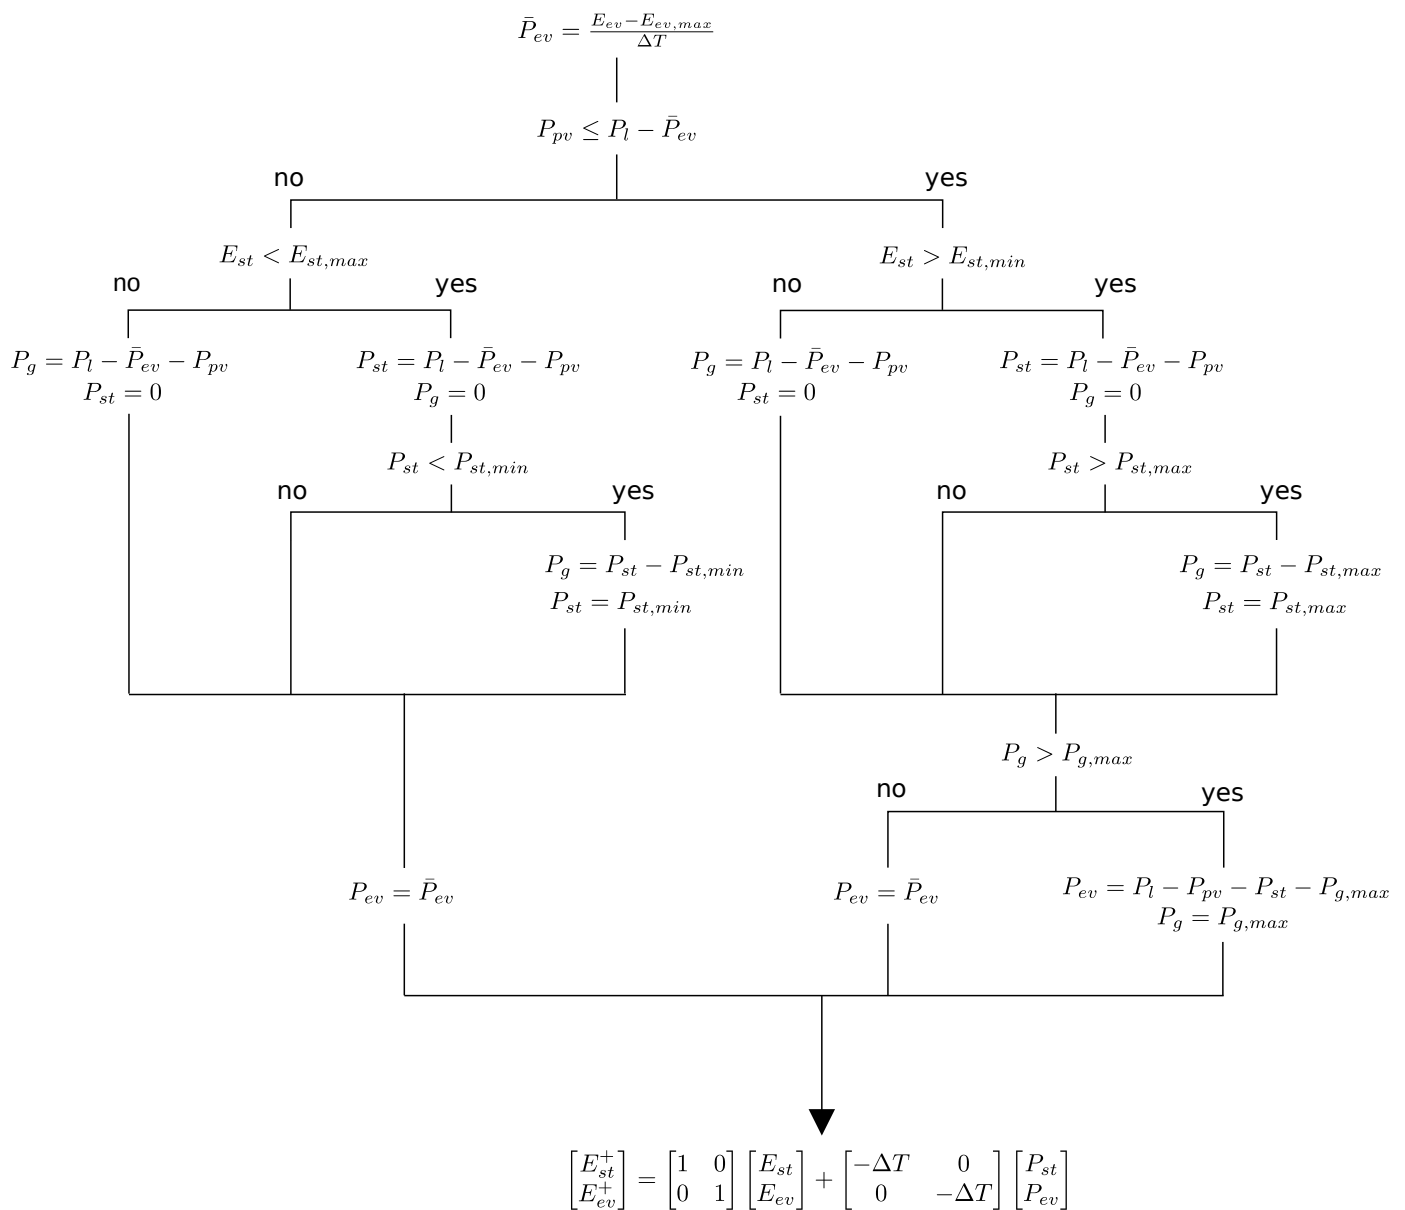 P̄_ev = (E_ev − E_ev,max) / ΔT
P_pv ≤ P_l − P̄_ev
no yes
E_st < E_st,max E_st > E_st,min
no yes no yes
P_g = P_l − P̄_ev − P_pv P_st = P_l − P̄_ev − P_pv P_g = P_l − P̄_ev − P_pv P_st = P_l − P̄_ev − P_pv
P_st = 0 P_g = 0 P_st = 0 P_g = 0
P_st < P_st,min P_st > P_st,max
no yes no yes
P_g = P_st − P_st,min P_g = P_st − P_st,max
P_st = P_st,min P_st = P_st,max
P_g > P_g,max
no yes
P_ev = P̄_ev P_ev = P̄_ev P_ev = P_l − P_pv − P_st − P_g,max
P_g = P_g,max
[E_st^+; E_ev^+] = [1 0; 0 1] [E_st; E_ev] + [−ΔT 0; 0 −ΔT] [P_st; P_ev]